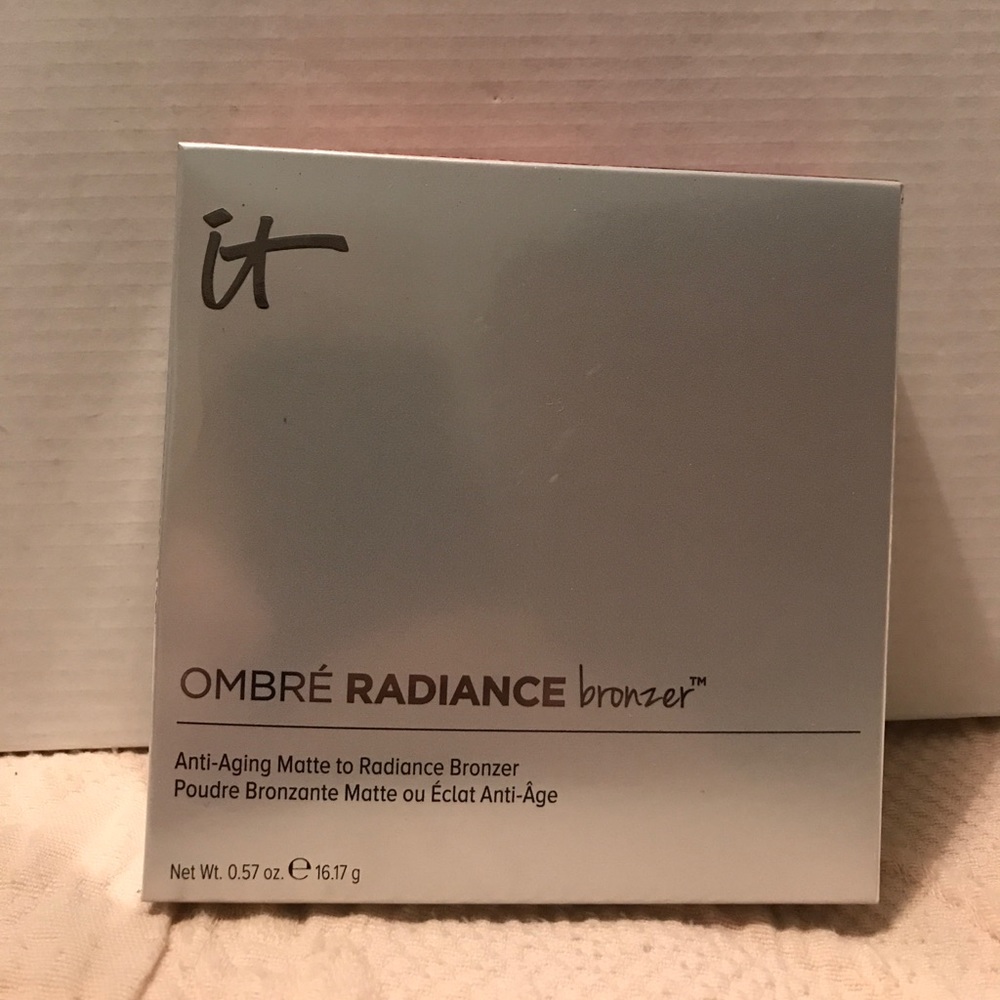 it
OMBRÉ RADIANCE bronzer™
Anti-Aging Matte to Radiance Bronzer
Poudre Bronzante Matte ou Éclat Anti-Âge
Net Wt. 0.57 oz. ℮ 16.17 g